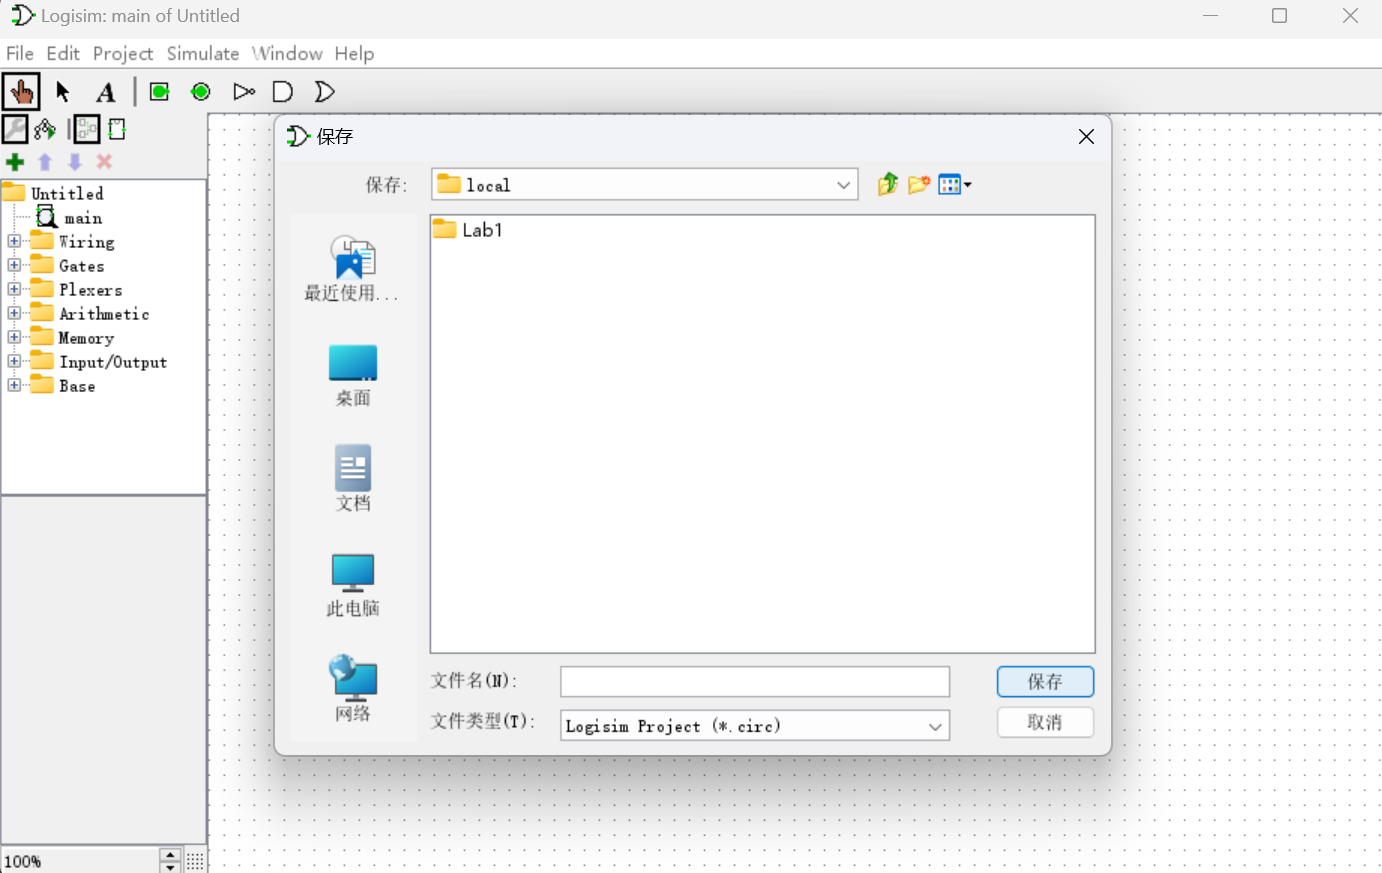 Logisim: main of Untitled
File Edit Project Simulate Window Help
A
Untitled
main
Wiring
Gates
Plexers
Arithmetic
Memory
Input/Output
Base
100%
保存
保存:
local
Lab1
最近使用...
桌面
文档
此电脑
网络
文件名(N):
保存
文件类型(T):
Logisim Project (*.circ)
取消